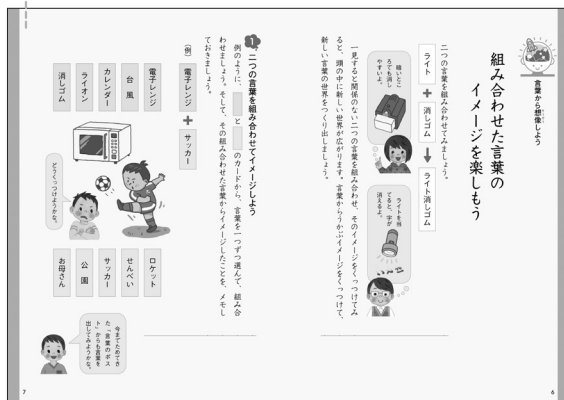 言葉から想像しよう
組み合わせた言葉の
イメージを楽しもう
二つの言葉を組み合わせてみましょう。
ライト + 消しゴム → ライト消しゴム
暗いとこ
ろでも消し
やすいよ。
ライトを当
てると、字が
消えるよ。
一見すると関係のない二つの言葉を組み合わせ、そのイメージをくっつけてみ
ると、頭の中に新しい世界が広がります。言葉からうかぶイメージをくっつけて、
新しい言葉の世界をつくり出しましょう。
6
1 二つの言葉を組み合わせてイメージしよう
例のように、 と のカードから、言葉を一つずつ選んで、組み合
わせましょう。そして、その組み合わせた言葉からイメージしたことを、メモし
ておきましょう。
(例) 電子レンジ + サッカー
電子レンジ
台風
カレンダー
ライオン
消しゴム
どうくっつけようかな。
ロケット
せんべい
サッカー
公園
お母さん
今までためてき
た「言葉のポス
ト」からも言葉を
出してみようかな。
7